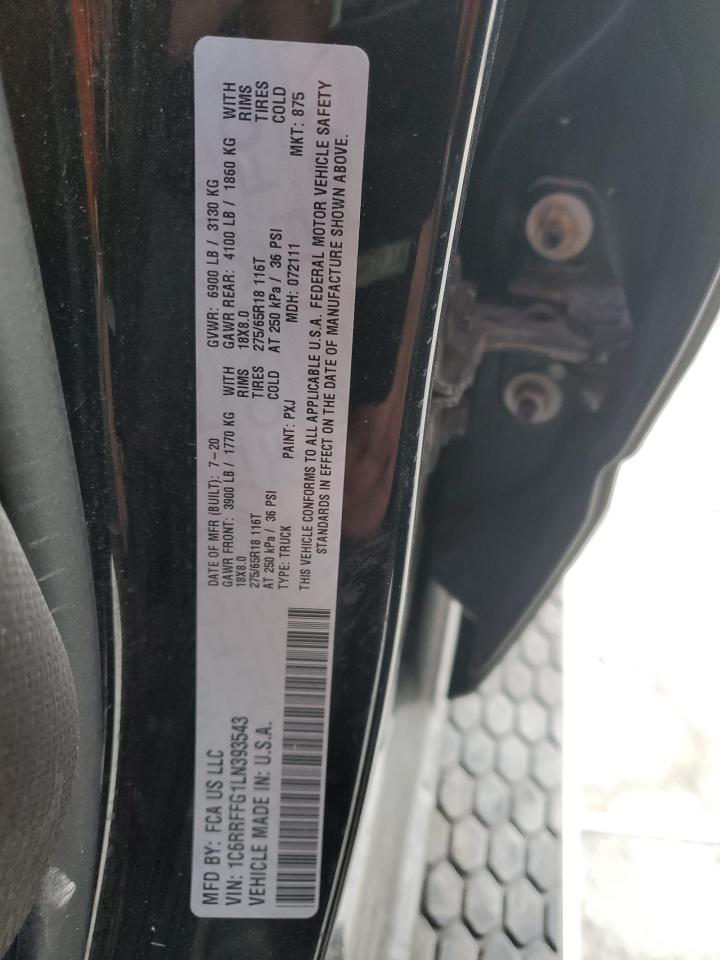 MFD BY: FCA US LLC
VIN: 1C6RRFFG1LN393543
VEHICLE MADE IN: U.S.A.
DATE OF MFR (BUILT): 7-20
GVWR: 6900 LB / 3130 KG
GAWR FRONT: 3900 LB / 1770 KG WITH
18X8.0 RIMS
275/65R18 116T TIRES
AT 250 kPa / 36 PSI COLD
GAWR REAR: 4100 LB / 1860 KG WITH
18X8.0 RIMS
275/65R18 116T TIRES
AT 250 kPa / 36 PSI COLD
TYPE: TRUCK PAINT: PXJ MDH: 072111 MKT: 875
THIS VEHICLE CONFORMS TO ALL APPLICABLE U.S.A. FEDERAL MOTOR VEHICLE SAFETY
STANDARDS IN EFFECT ON THE DATE OF MANUFACTURE SHOWN ABOVE.